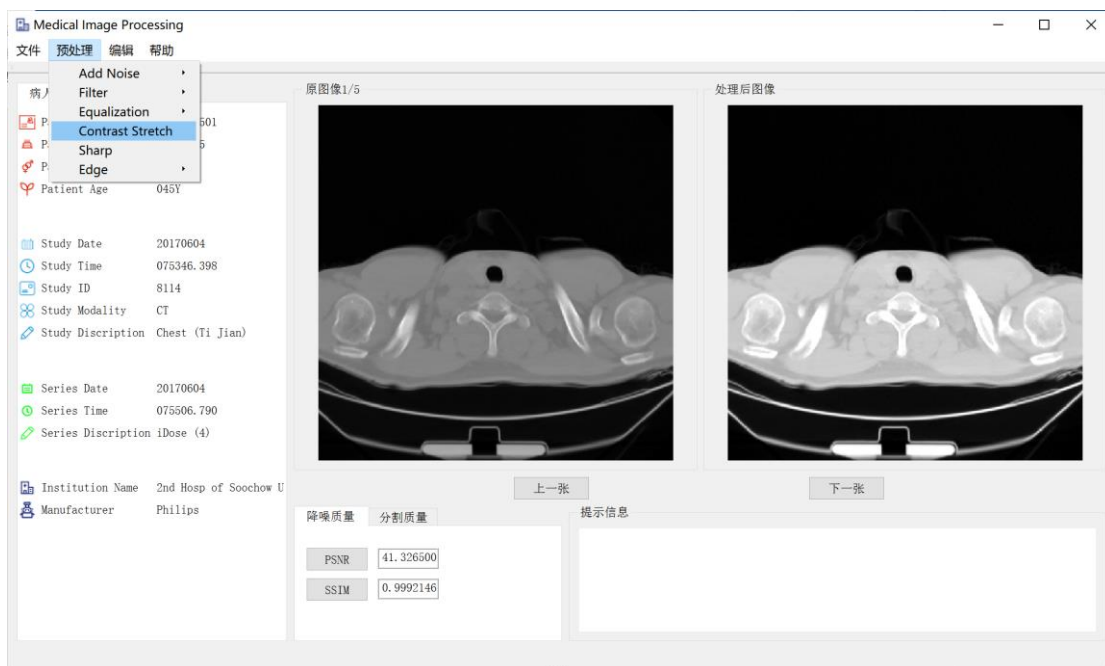 Medical Image Processing
文件 预处理 编辑 帮助
Add Noise
Filter
Equalization
Contrast Stretch
Sharp
Edge
Patient Age 045Y
Study Date 20170604
Study Time 075346.398
Study ID 8114
Study Modality CT
Study Discription Chest (Ti Jian)
Series Date 20170604
Series Time 075506.790
Series Discription iDose (4)
Institution Name 2nd Hosp of Soochow U
Manufacturer Philips
原图像1/5
处理后图像
上一张
下一张
降噪质量 分割质量
PSNR 41.326500
SSIM 0.9992146
提示信息